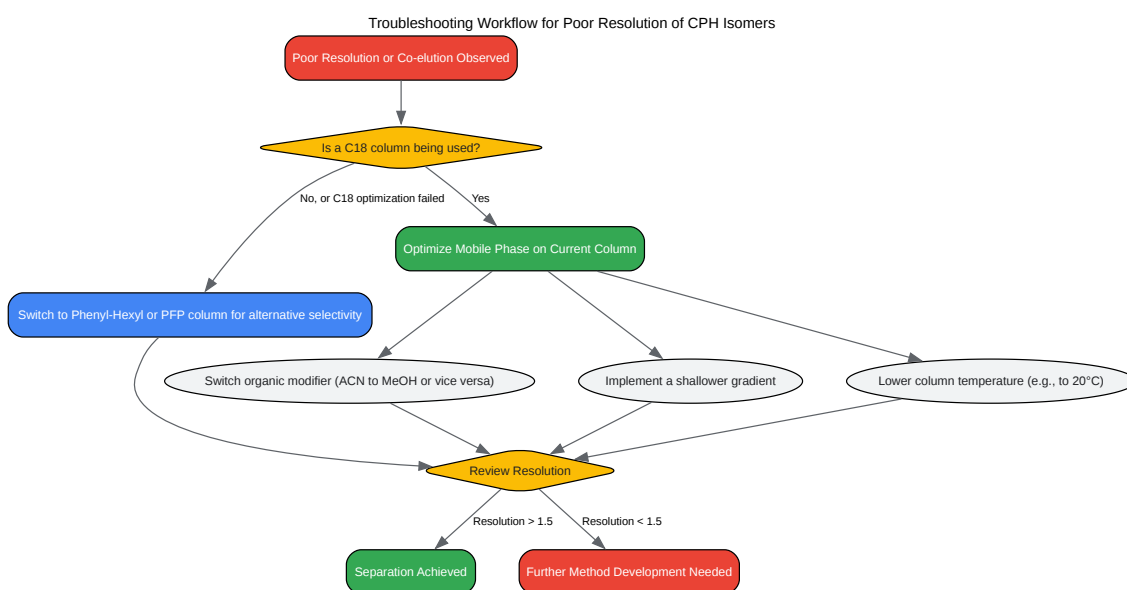 Troubleshooting Workflow for Poor Resolution of CPH Isomers
Poor Resolution or Co-elution Observed
Is a C18 column being used?
No, or C18 optimization failed
Yes
Optimize Mobile Phase on Current Column
Switch to Phenyl-Hexyl or PFP column for alternative selectivity
Switch organic modifier (ACN to MeOH or vice versa)
Implement a shallower gradient
Lower column temperature (e.g., to 20°C)
Review Resolution
Resolution > 1.5
Resolution < 1.5
Separation Achieved
Further Method Development Needed